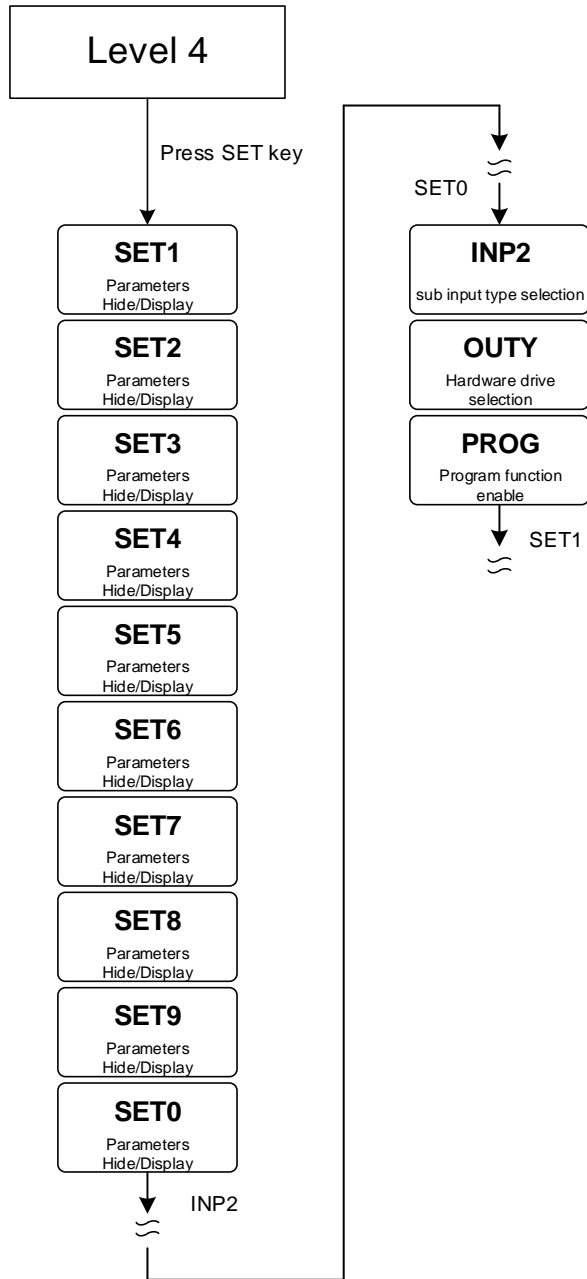 Level 4
Press SET key
SET1
Parameters
Hide/Display
SET2
Parameters
Hide/Display
SET3
Parameters
Hide/Display
SET4
Parameters
Hide/Display
SET5
Parameters
Hide/Display
SET6
Parameters
Hide/Display
SET7
Parameters
Hide/Display
SET8
Parameters
Hide/Display
SET9
Parameters
Hide/Display
SET0
Parameters
Hide/Display
INP2
SET0
INP2
sub input type selection
OUTY
Hardware drive
selection
PROG
Program function
enable
SET1